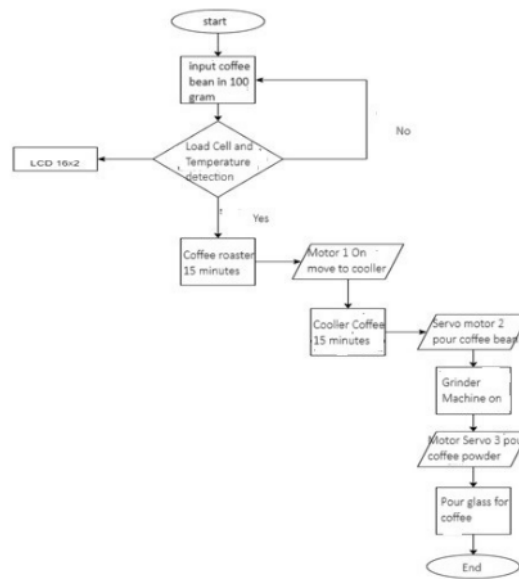 start
input coffee
bean in 100
gram
No
Load Cell and
Temperature
detection
LCD 16x2
Yes
Coffee roaster
15 minutes
Motor 1 On
move to cooller
Cooller Coffee
15 minutes
Servo motor 2
pour coffee bean
Grinder
Machine on
Motor Servo 3 pou
coffee powder
Pour glass for
coffee
End